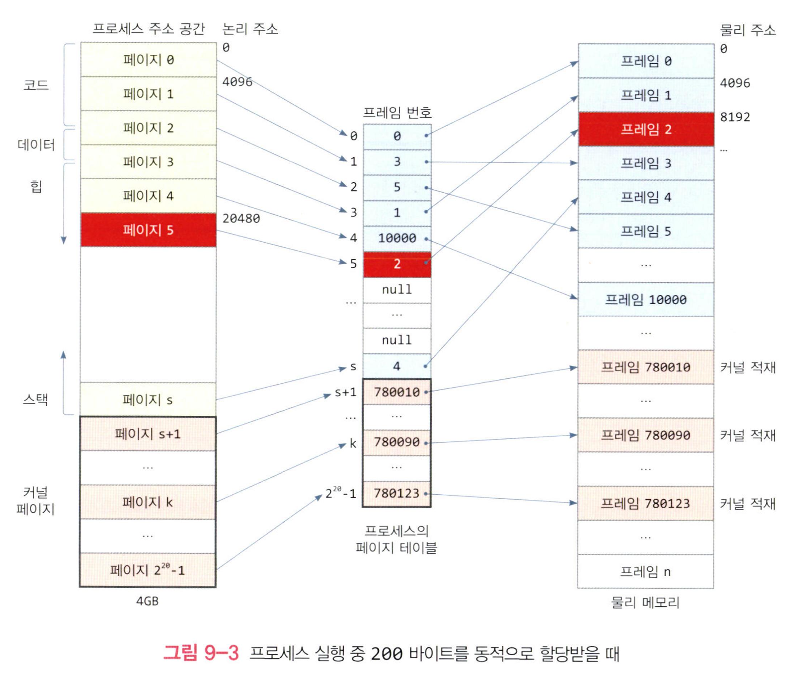 프로세스 주소 공간
논리 주소
코드
데이터
힙
스택
커널
페이지
페이지 0
페이지 1
페이지 2
페이지 3
페이지 4
페이지 5
페이지 s
페이지 s+1
...
페이지 k
...
페이지 2²⁰-1
4GB
0
4096
20480
프레임 번호
0 0
1 3
2 5
3 1
4 10000
5 2
null
... ...
null
s 4
s+1 780010
... ...
k 780090
...
2²⁰-1 780123
프로세스의
페이지 테이블
물리 주소
프레임 0
프레임 1
프레임 2
프레임 3
프레임 4
프레임 5
...
프레임 10000
...
프레임 780010
...
프레임 780090
...
프레임 780123
...
프레임 n
물리 메모리
0
4096
8192
...
커널 적재
커널 적재
커널 적재
그림 9-3 프로세스 실행 중 200 바이트를 동적으로 할당받을 때